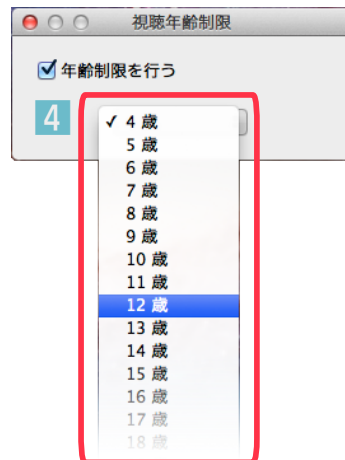 視聴年齢制限
年齢制限を行う
4
✓ 4 歳
5 歳
6 歳
7 歳
8 歳
9 歳
10 歳
11 歳
12 歳
13 歳
14 歳
15 歳
16 歳
17 歳
18 歳